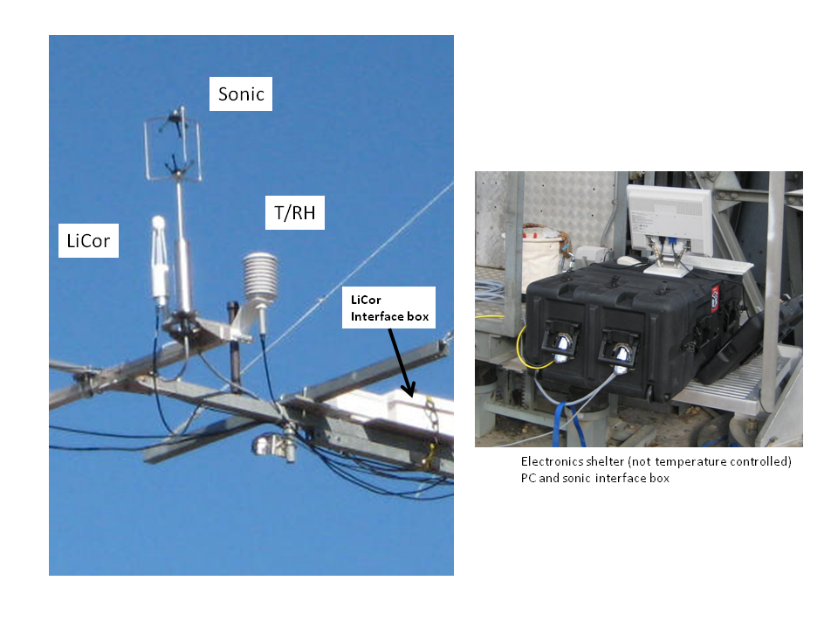 Sonic
LiCor
T/RH
LiCor
Interface box
Electronics shelter (not temperature controlled)
PC and sonic interface box